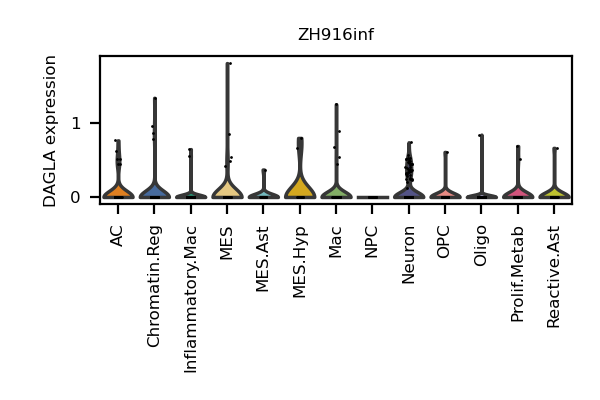 ZH916inf
DAGLA expression
1
0
AC
Chromatin.Reg
Inflammatory.Mac
MES
MES.Ast
MES.Hyp
Mac
NPC
Neuron
OPC
Oligo
Prolif.Metab
Reactive.Ast